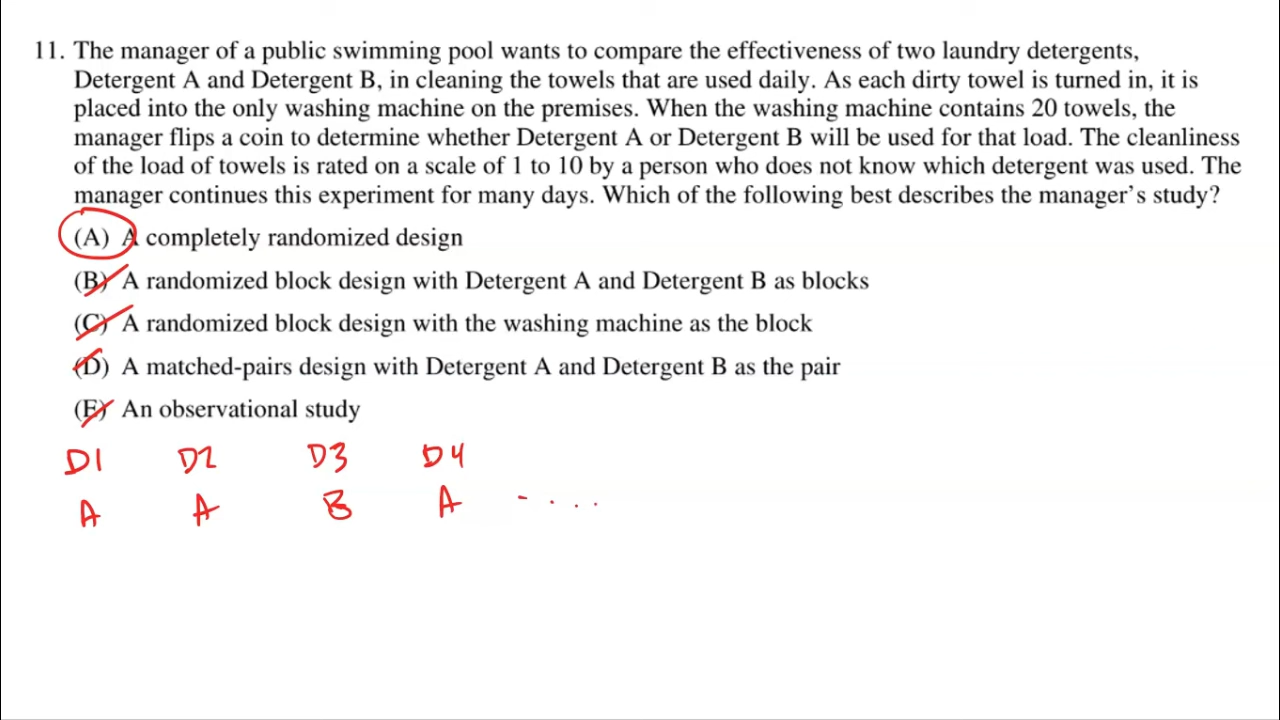 11. The manager of a public swimming pool wants to compare the effectiveness of two laundry detergents,
Detergent A and Detergent B, in cleaning the towels that are used daily. As each dirty towel is turned in, it is
placed into the only washing machine on the premises. When the washing machine contains 20 towels, the
manager flips a coin to determine whether Detergent A or Detergent B will be used for that load. The cleanliness
of the load of towels is rated on a scale of 1 to 10 by a person who does not know which detergent was used. The
manager continues this experiment for many days. Which of the following best describes the manager's study?
(A) A completely randomized design
(B) A randomized block design with Detergent A and Detergent B as blocks
(C) A randomized block design with the washing machine as the block
(D) A matched-pairs design with Detergent A and Detergent B as the pair
(E) An observational study
D1 D2 D3 D4
A A B A - . . .